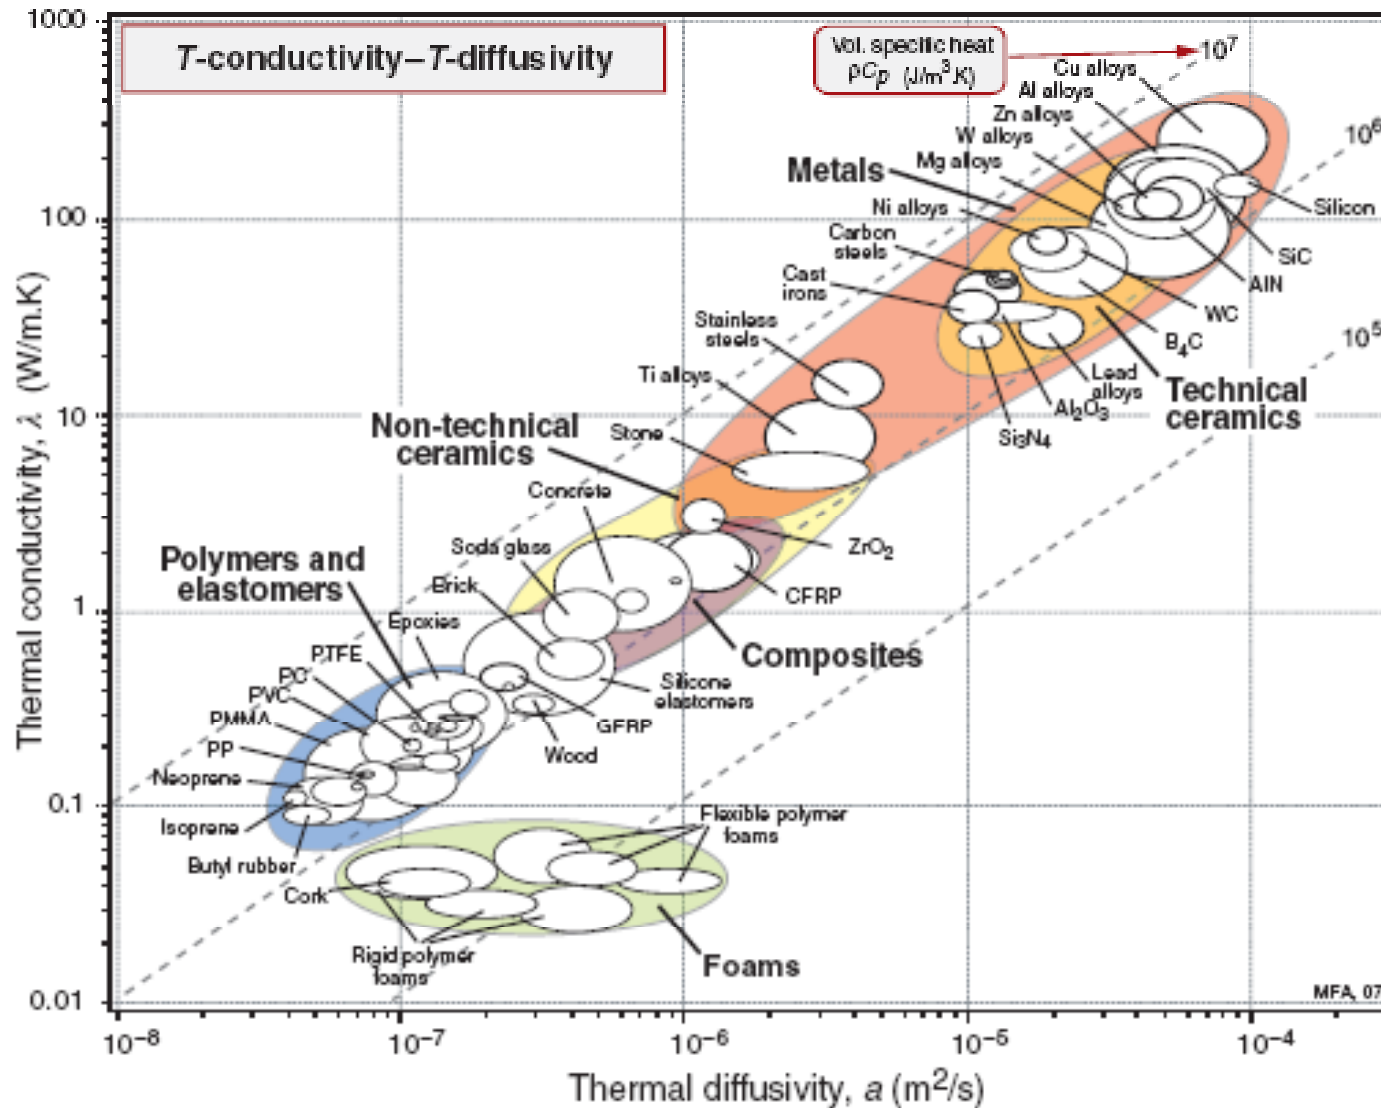 T-conductivity–T-diffusivity
Vol. specific heat
ρCp (J/m³.K)
10⁷
10⁶
10⁵
1000
100
10
1
0.1
0.01
Thermal conductivity, λ (W/m.K)
Cu alloys
Al alloys
Zn alloys
W alloys
Mg alloys
Metals
Ni alloys
Carbon
steels
Cast
irons
Stainless
steels
Ti alloys
Silicon
SiC
AlN
WC
B₄C
Lead
alloys
Al₂O₃
Si₃N₄
Technical
ceramics
Non-technical
ceramics
Stone
Concrete
Soda glass
Brick
ZrO₂
CFRP
Composites
Polymers and
elastomers
Epoxies
PTFE
PC
PVC
PMMA
PP
Neoprene
Isoprene
Butyl rubber
Silicone
elastomers
GFRP
Wood
Flexible polymer
foams
Cork
Rigid polymer
foams
Foams
MFA, 07
10⁻⁸
10⁻⁷
10⁻⁶
10⁻⁵
10⁻⁴
Thermal diffusivity, a (m²/s)